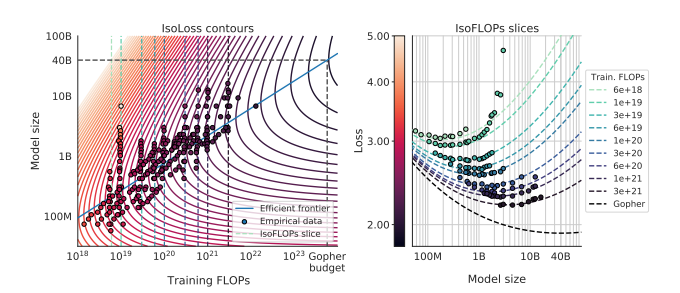 IsoLoss contours
100B
40B
10B
1B
100M
Model size
10^18
10^19
10^20
10^21
10^22
10^23
Gopher
budget
Training FLOPs
Efficient frontier
Empirical data
IsoFLOPs slice
IsoFLOPs slices
5.00
4.00
3.00
2.00
Loss
100M
1B
10B
40B
Model size
Train. FLOPs
6e+18
1e+19
3e+19
6e+19
1e+20
3e+20
6e+20
1e+21
3e+21
Gopher